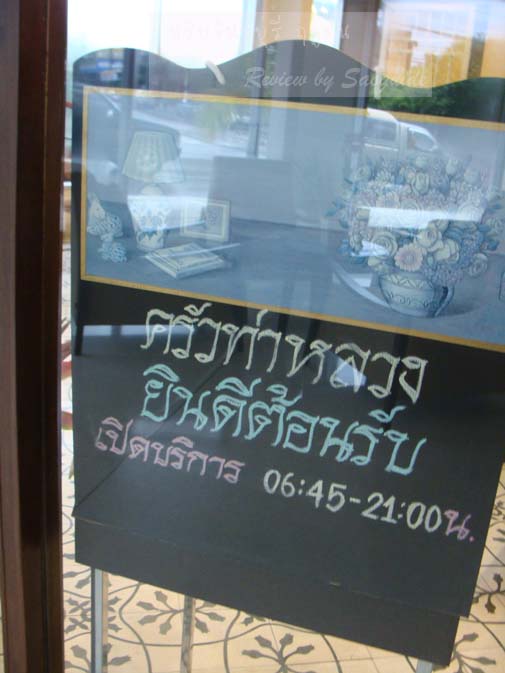 Review by
ครัวท่าหลวง
ยินดีต้อนรับ
เปิดบริการ 06:45-21:00น.